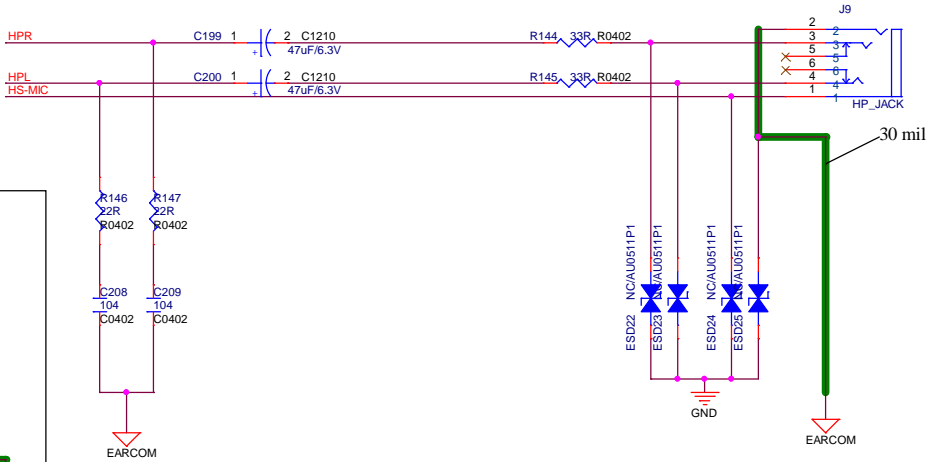 J9
HPR
C199 1 2 C1210
47uF/6.3V
+
R144 33R R0402
2 2
3 3
5 5
6 6
4 4
1 1
HP_JACK
HPL
HS-MIC
C200 1 2 C1210
47uF/6.3V
+
R145 33R R0402
30 mil
R146
22R
R0402
R147
22R
R0402
C208
104
C0402
C209
104
C0402
ESD22 NC/AU0511P1
ESD23 NC/AU0511P1
ESD24 NC/AU0511P1
ESD25 NC/AU0511P1
GND
EARCOM
EARCOM